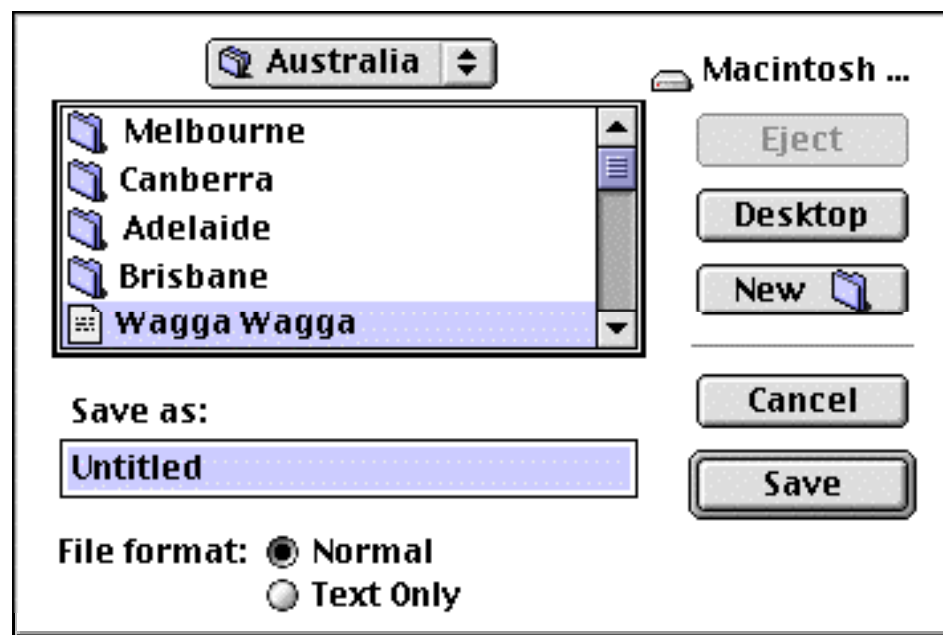 Australia
Macintosh ...
Melbourne
Canberra
Adelaide
Brisbane
Wagga Wagga
Eject
Desktop
New
Save as:
Untitled
Cancel
Save
File format: Normal
Text Only